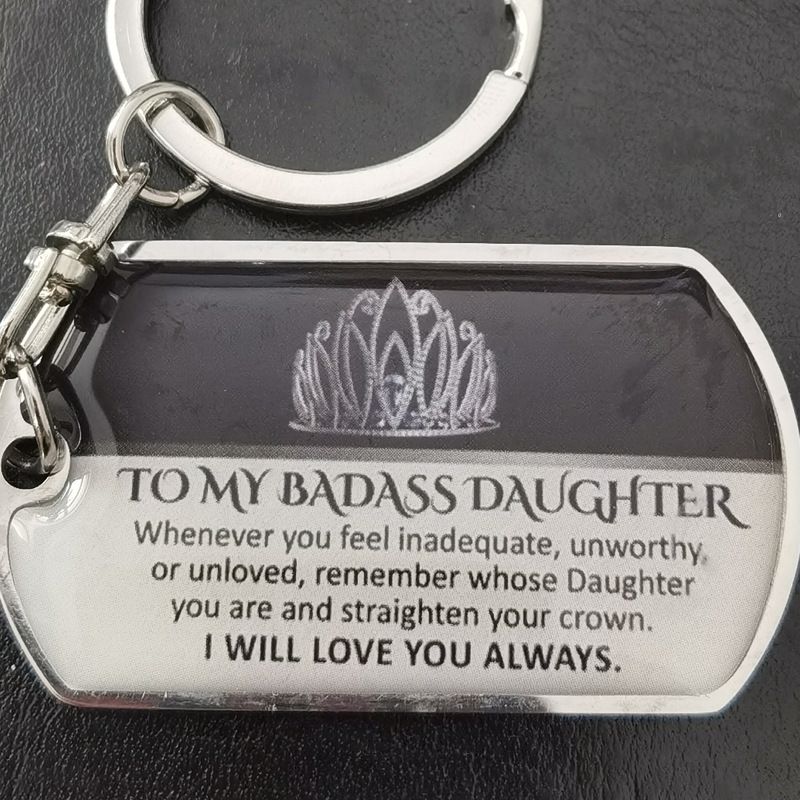 TO MY BADASS DAUGHTER
Whenever you feel inadequate, unworthy,
or unloved, remember whose Daughter
you are and straighten your crown.
I WILL LOVE YOU ALWAYS.